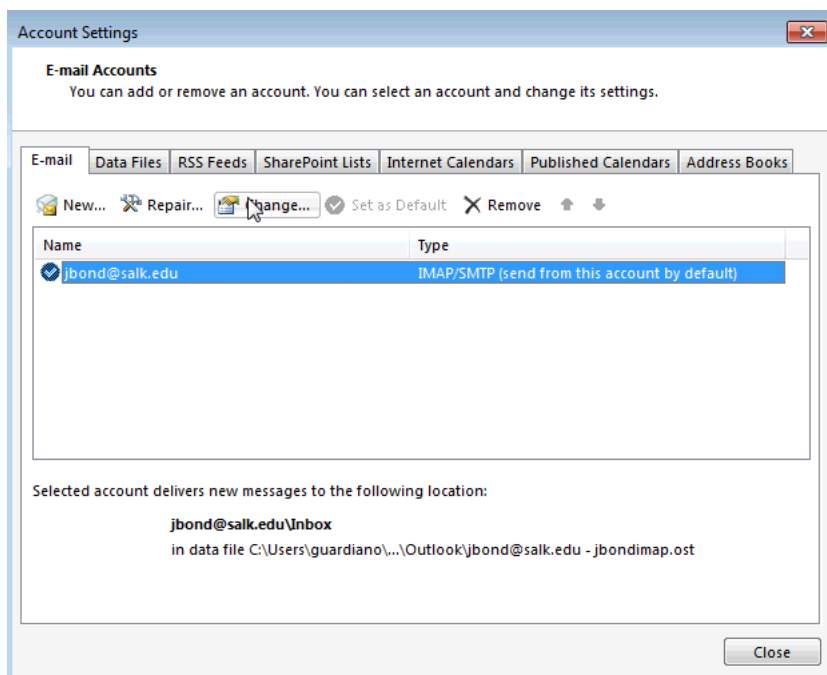 Account Settings
E-mail Accounts
You can add or remove an account. You can select an account and change its settings.
E-mail Data Files RSS Feeds SharePoint Lists Internet Calendars Published Calendars Address Books
New... Repair... Change... Set as Default Remove
Name Type
jbond@salk.edu IMAP/SMTP (send from this account by default)
Selected account delivers new messages to the following location:
jbond@salk.edu\Inbox
in data file C:\Users\guardiano\...\Outlook\jbond@salk.edu - jbondimap.ost
Close